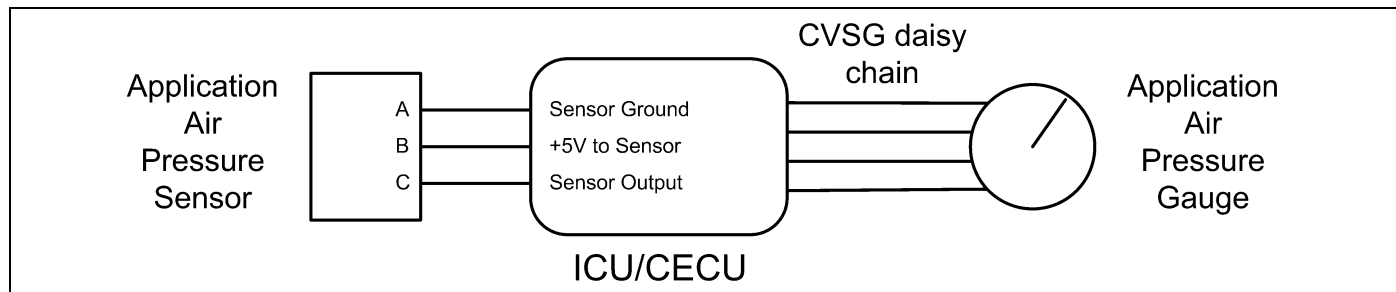 Application
Air
Pressure
Sensor
A
B
C
Sensor Ground
+5V to Sensor
Sensor Output
ICU/CECU
CVSG daisy
chain
Application
Air
Pressure
Gauge